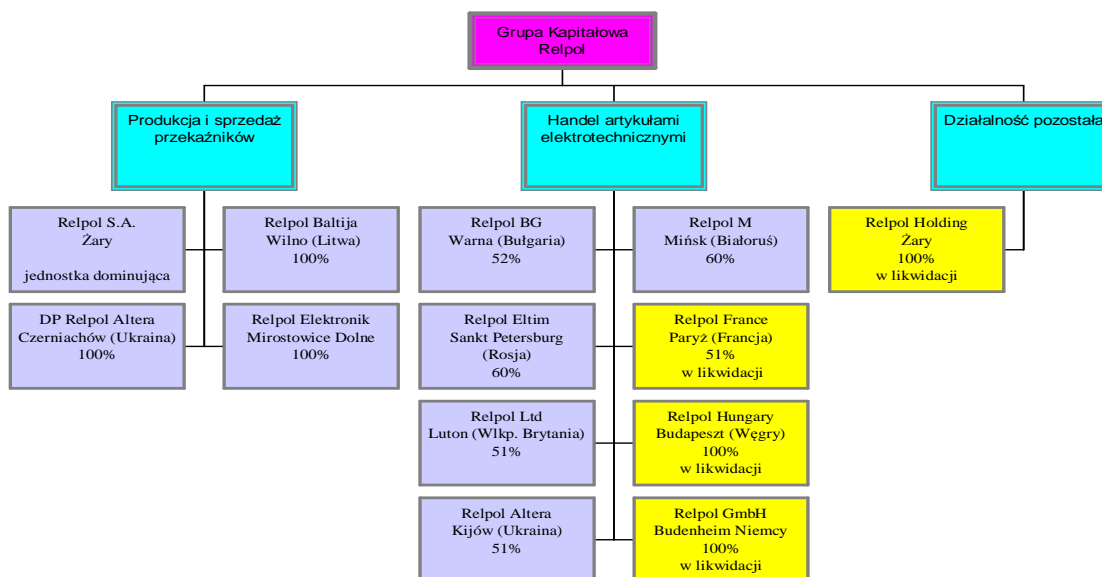 Grupa Kapitałowa
Relpol
Produkcja i sprzedaż
przekaźników
Handel artykułami
elektrotechnicznymi
Działalność pozostała
Relpol S.A.
Żary
jednostka dominująca
Relpol Baltija
Wilno (Litwa)
100%
DP Relpol Altera
Czerniachów (Ukraina)
100%
Relpol Elektronik
Mirostowice Dolne
100%
Relpol BG
Warna (Bułgaria)
52%
Relpol M
Mińsk (Białoruś)
60%
Relpol Eltim
Sankt Petersburg
(Rosja)
60%
Relpol France
Paryż (Francja)
51%
w likwidacji
Relpol Ltd
Luton (Wlkp. Brytania)
51%
Relpol Hungary
Budapeszt (Węgry)
100%
w likwidacji
Relpol Altera
Kijów (Ukraina)
51%
Relpol GmbH
Budenheim Niemcy
100%
w likwidacji
Relpol Holding
Żary
100%
w likwidacji